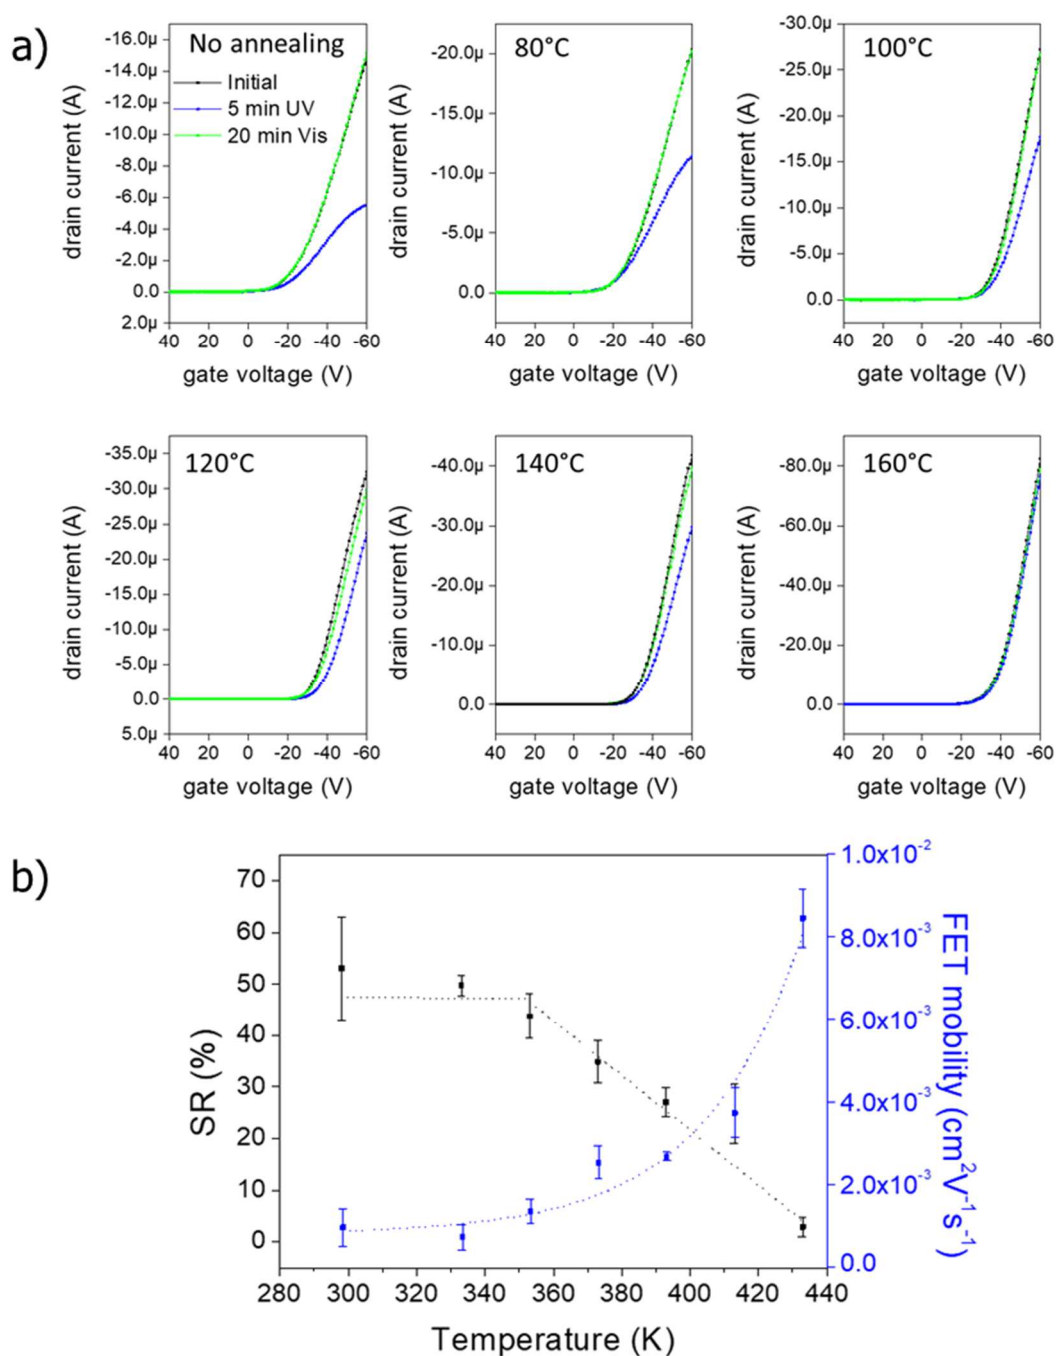 a)
No annealing
Initial
5 min UV
20 min Vis
-16.0µ
-14.0µ
-12.0µ
-10.0µ
-8.0µ
-6.0µ
-4.0µ
-2.0µ
0.0
2.0µ
drain current (A)
40 20 0 -20 -40 -60
gate voltage (V)
80°C
-20.0µ
-15.0µ
-10.0µ
-5.0µ
0.0
drain current (A)
40 20 0 -20 -40 -60
gate voltage (V)
100°C
-30.0µ
-25.0µ
-20.0µ
-15.0µ
-10.0µ
-5.0µ
0.0
drain current (A)
40 20 0 -20 -40 -60
gate voltage (V)
120°C
-35.0µ
-30.0µ
-25.0µ
-20.0µ
-15.0µ
-10.0µ
-5.0µ
0.0
5.0µ
drain current (A)
40 20 0 -20 -40 -60
gate voltage (V)
140°C
-40.0µ
-30.0µ
-20.0µ
-10.0µ
0.0
drain current (A)
40 20 0 -20 -40 -60
gate voltage (V)
160°C
-80.0µ
-60.0µ
-40.0µ
-20.0µ
0.0
drain current (A)
40 20 0 -20 -40 -60
gate voltage (V)
b)
70
60
50
40
30
20
10
0
SR (%)
1.0x10⁻²
8.0x10⁻³
6.0x10⁻³
4.0x10⁻³
2.0x10⁻³
0.0
FET mobility (cm²V⁻¹s⁻¹)
280 300 320 340 360 380 400 420 440
Temperature (K)